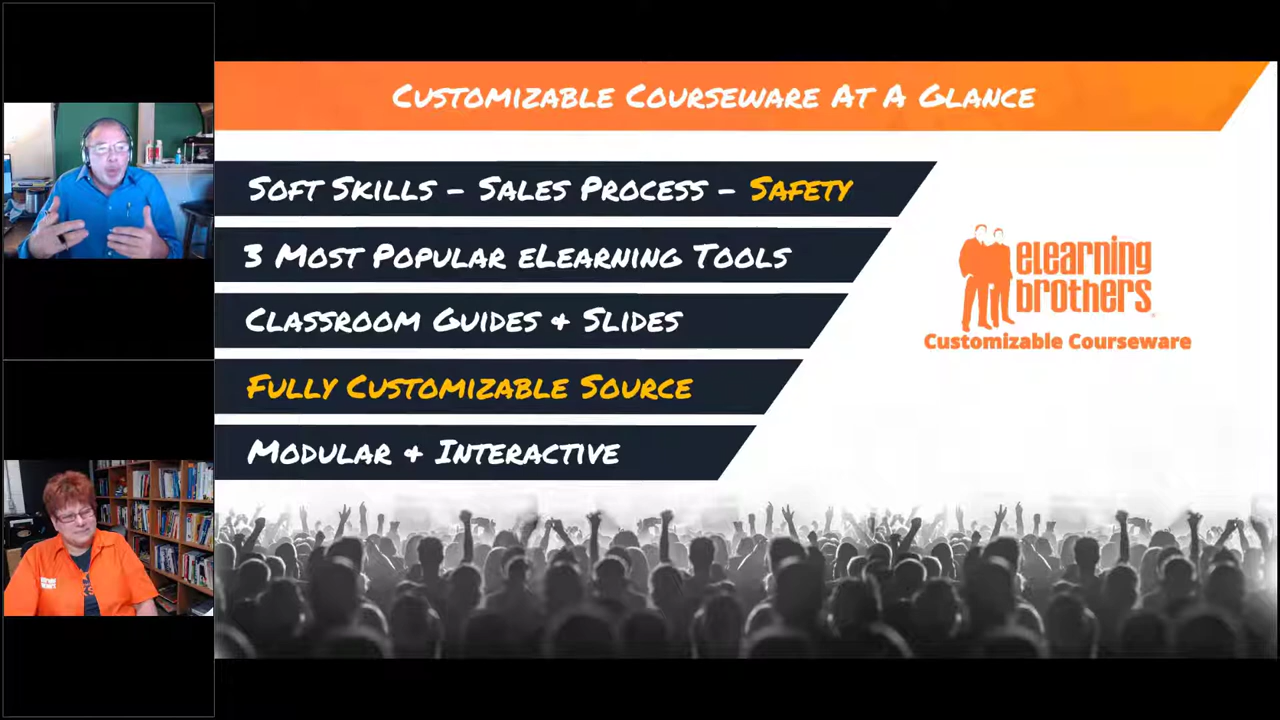 Customizable Courseware At A Glance
Soft Skills – Sales Process – Safety
3 Most Popular eLearning Tools
Classroom Guides & Slides
Fully Customizable Source
Modular & Interactive
eLearning
brothers
Customizable Courseware